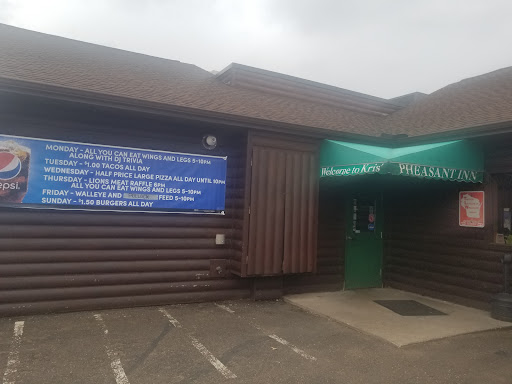 MONDAY - ALL YOU CAN EAT WINGS AND LEGS 5-10PM
ALONG WITH DJ TRIVIA
TUESDAY - $1.00 TACOS ALL DAY
WEDNESDAY - HALF PRICE LARGE PIZZA ALL DAY UNTIL 10PM
THURSDAY - LIONS MEAT RAFFLE 6PM
ALL YOU CAN EAT WINGS AND LEGS 5-10PM
FRIDAY - WALLEYE AND FEED 5-10PM
SUNDAY - $1.50 BURGERS ALL DAY
pepsi
Welcome to Kris' PHEASANT INN